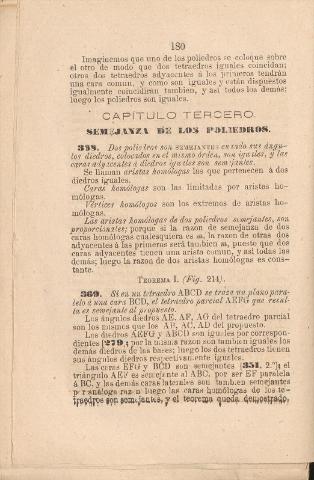 180
Imaginemos que uno de los poliedros se coloque sobre
el otro de modo que dos tetraedros iguales coincidan;
otros dos tetraedros adyacentes á los primeros tendrán
una cara comun, y como son iguales y están dispuestos
igualmente coincidirán tambien, y así todos los demás;
luego los poliedros son iguales.
CAPÍTULO TERCERO.
SEMEJANZA DE LOS POLIEDROS.
358. Dos poliedros son SEMEJANTES cuando sus ángu-
los diedros, colocados en el mismo órden, son iguales, y las
caras adyacentes á diedros iguales son semejantes.
Se llaman aristas homólogas las que pertenecen á dos
diedros iguales.
Caras homólogas son las limitadas por aristas ho-
mólogas.
Vértices homólogos son los extremos de aristas ho-
mólogas.
Las aristas homólogas de dos poliedros semejantes, son
proporcionales; porque si la razon de semejanza de dos
caras homólogas cualesquiera es a, la razon de otras dos
adyacentes á las primeras será tambien a, puesto que dos
caras adyacentes tienen una arista comun, y así todas las
demás; luego la razon de dos aristas homólogas es cons-
tante.
TEOREMA I. (Fig. 214).
369. Si en un tetraedro ABCD se traza un plano para-
lelo á una cara BCD, el tetraedro parcial AEFG que resul-
ta es semejante al propuesto.
Los ángulos diedros AE, AF, AG del tetraedro parcial
son los mismos que los AB, AC, AD del propuesto.
Los diedros AEFG y ABCD son iguales por correspon-
dientes [279]; por la misma razon tambien iguales los
demás diedros de las bases; luego los dos tetraedros tienen
sus ángulos diedros respectivamente iguales.
Las caras EFG y BCD son semejantes [351, 2.º]; el
triángulo AEF es semejante al ABC, por ser EF paralela
á BC, y las demás caras laterales son tambien semejantes
por análoga razon luego las caras homólogas de los te-
traedros son semejantes, y el teorema queda demostrado,